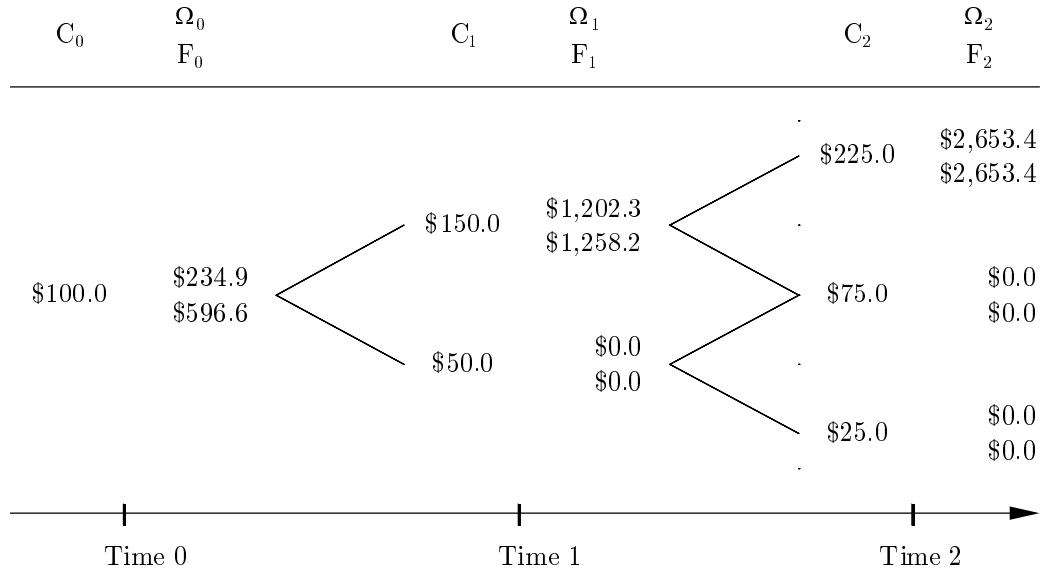 C₀ Ω₀ C₁ Ω₁ C₂ Ω₂
F₀ F₁ F₂
$225.0 $2,653.4
$2,653.4
$150.0 $1,202.3
$1,258.2
$100.0 $234.9 $75.0 $0.0
$596.6 $0.0
$50.0 $0.0
$0.0
$25.0 $0.0
$0.0
Time 0 Time 1 Time 2